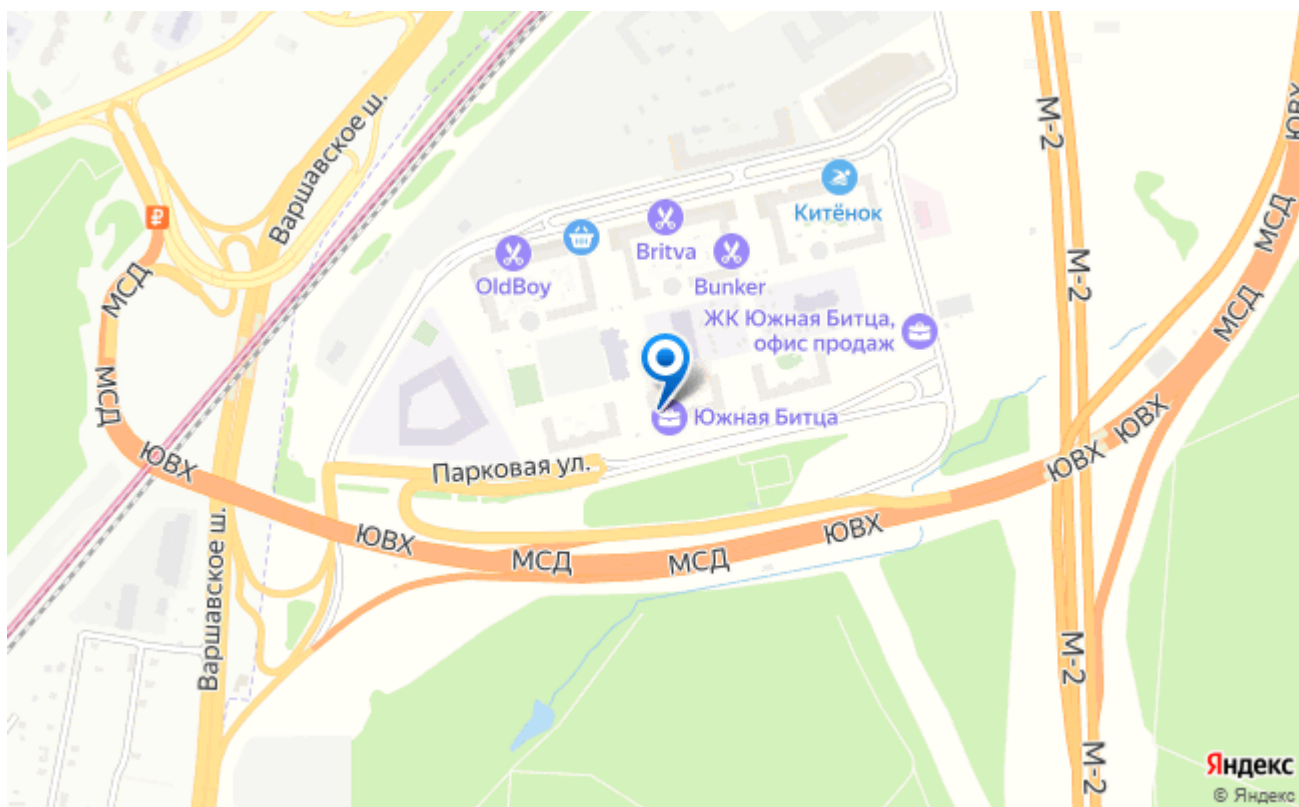 М-2
ЮВХ
Варшавское ш.
МСД
Китёнок
МСД
Britva
М-2
OldBoy
Bunker
МСД
ЖК Южная Битца,
офис продаж
МСД
Южная Битца
ЮВХ
ЮВХ
Парковая ул.
ЮВХ
ЮВХ
ЮВХ
МСД
МСД
Варшавское ш.
М-2
М-2
Яндекс
© Яндекс